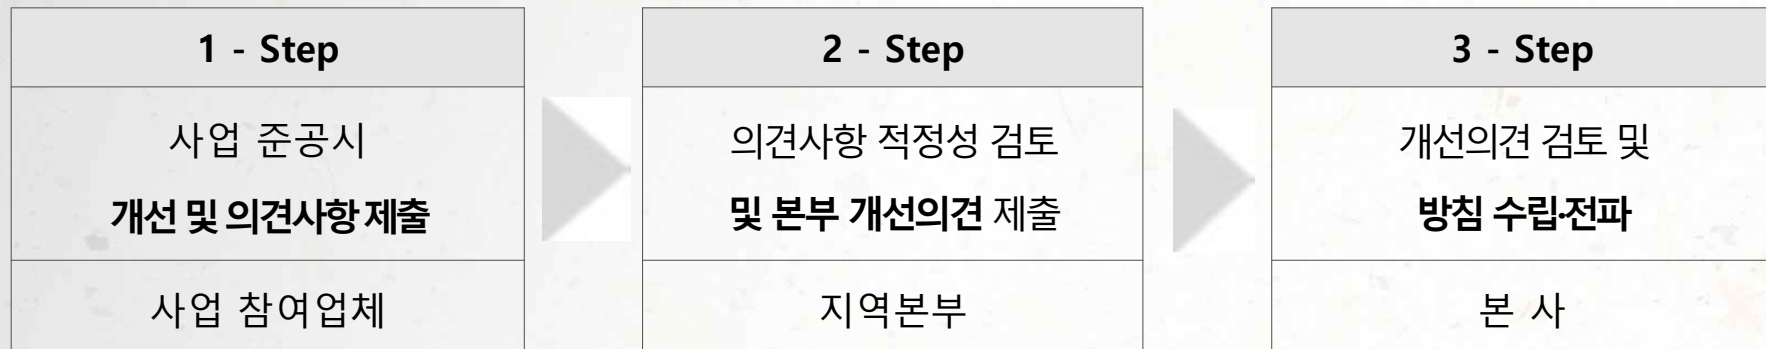 1 - Step
사업 준공시
개선 및 의견사항 제출
사업 참여업체
2 - Step
의견사항 적정성 검토
및 본부 개선의견 제출
지역본부
3 - Step
개선의견 검토 및
방침 수립·전파
본 사